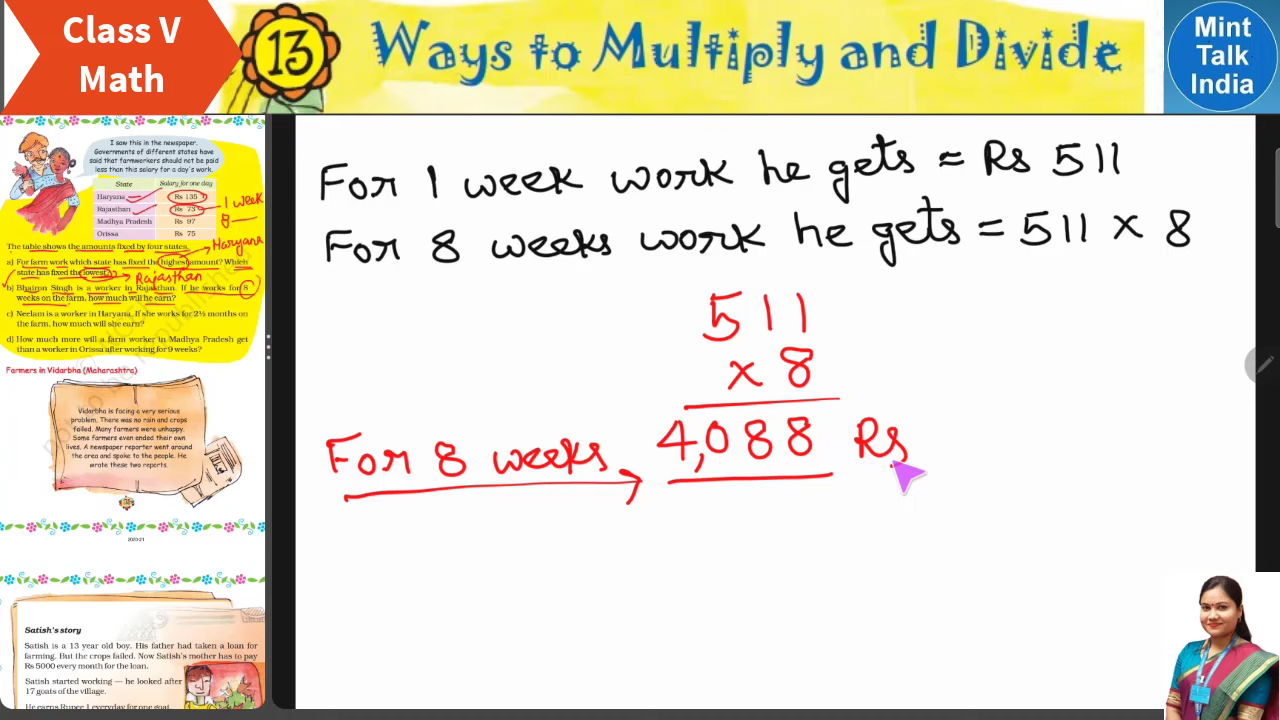 Class V
Math
13
Ways to Multiply and Divide
Mint
Talk
India
I saw this in the newspaper.
Governments of different states have
said that farmworkers should not be paid
less than this salary for a day's work.
State Salary for one day
Haryana Rs 135
Rajasthan Rs 73
Madhya Pradesh Rs 97
Orissa Rs 75
1 week
8
The table shows the amounts fixed by four states.
Haryana
a) For farm work which state has fixed the highest amount? Which
state has fixed the lowest?
Rajasthan
b) Bhairon Singh is a worker in Rajasthan. If he works for 8
weeks on the farm, how much will he earn?
c) Neelam is a worker in Haryana. If she works for 2½ months
on the farm, how much will she earn?
d) How much more will a farm worker in Madhya Pradesh get
than a worker in Orissa after working for 9 weeks?
Farmers in Vidarbha (Maharashtra)
Vidarbha is facing a very serious
problem. There was no rain and crops
failed. Many farmers were unhappy.
Some farmers even ended their own
lives. A newspaper reporter went around
the area and spoke to the people. He
wrote these two reports.
2020-21
Satish's story
Satish is a 13 year old boy. His father had taken a loan for
farming. But the crops failed. Now Satish's mother has to pay
Rs 5000 every month for the loan.
Satish started working — he looked after
17 goats of the village.
He earns Rupee 1 everyday for one goat.
For 1 week work he gets = Rs 511
For 8 weeks work he gets = 511 × 8
511
× 8
For 8 weeks → 4,088 Rs